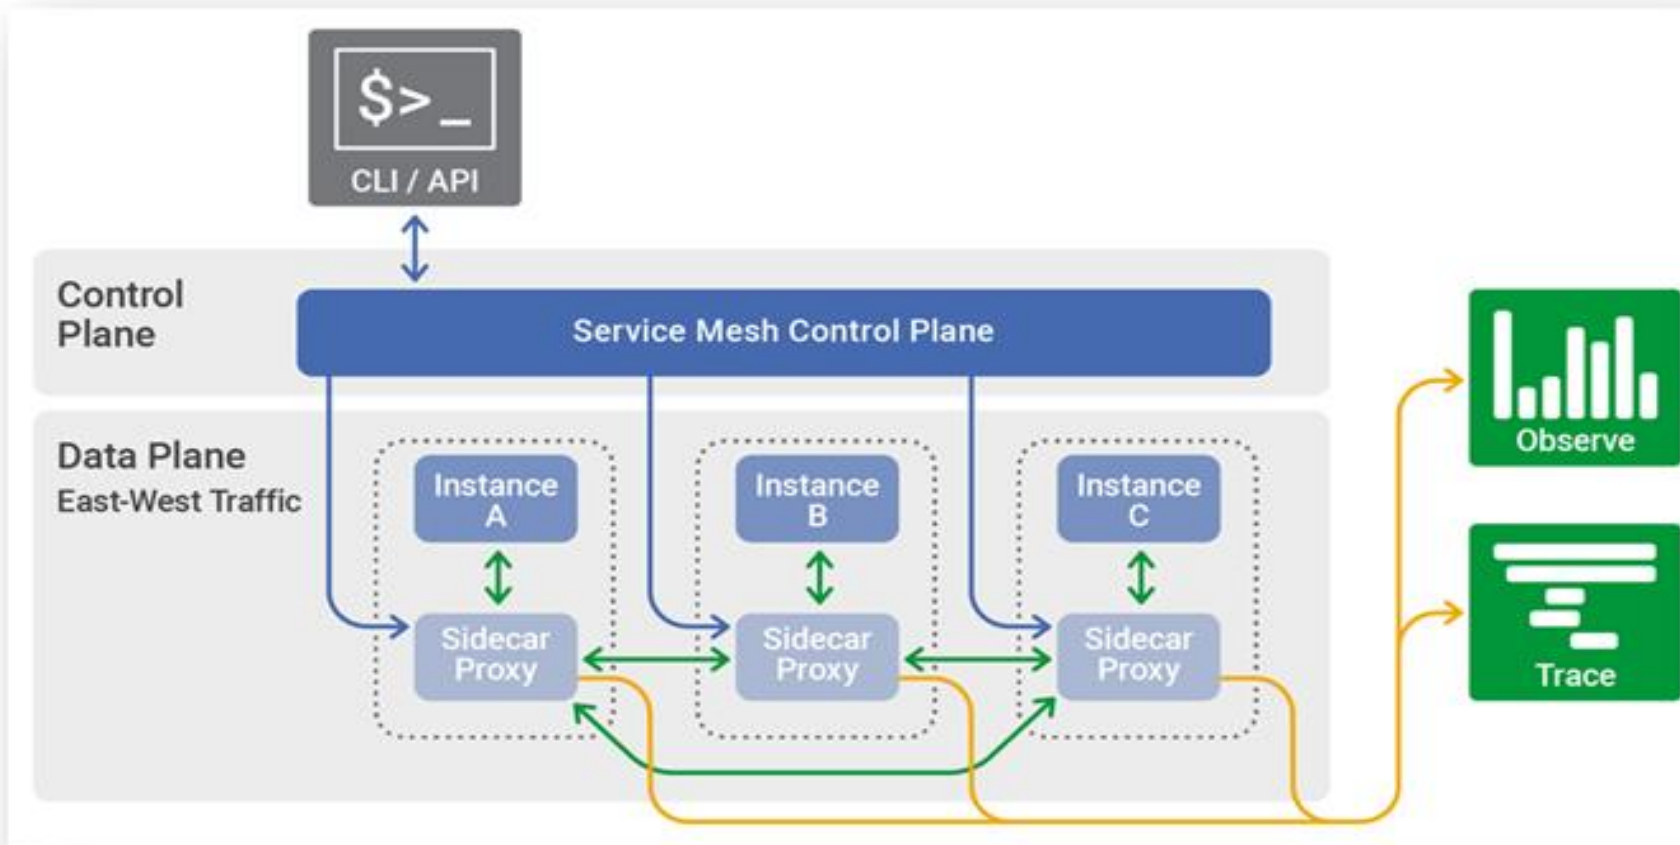 $>_
CLI / API
Control
Plane
Service Mesh Control Plane
Data Plane
East-West Traffic
Instance
A
Instance
B
Instance
C
Sidecar
Proxy
Sidecar
Proxy
Sidecar
Proxy
Observe
Trace